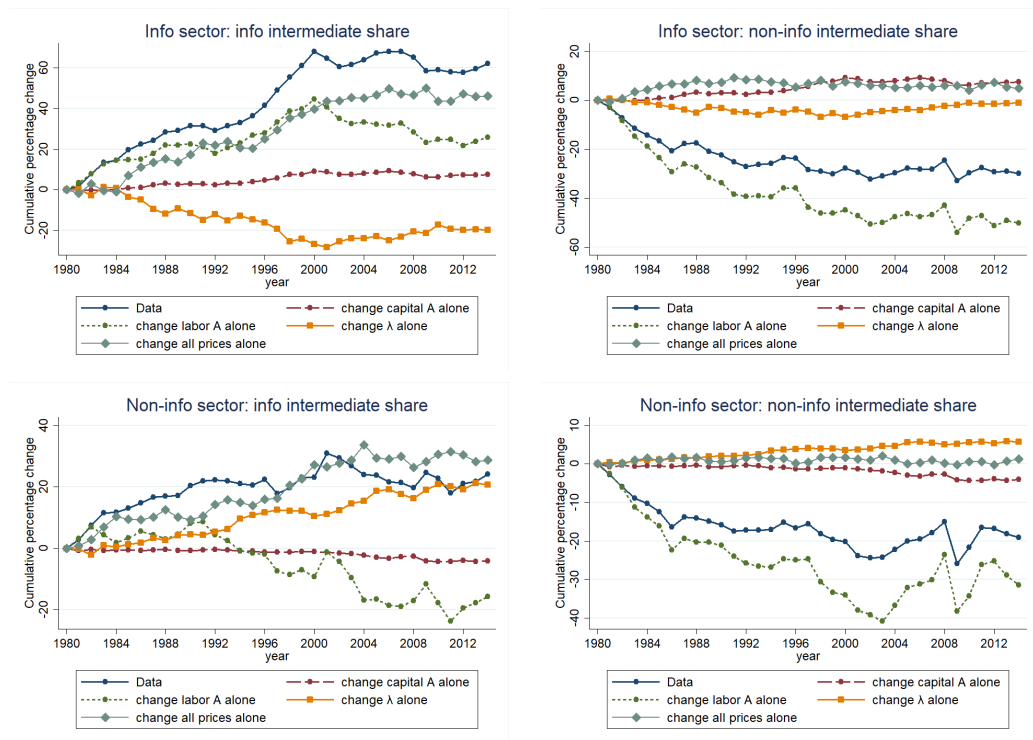 Info sector: info intermediate share
Cumulative percentage change
60
40
20
0
-20
1980 1984 1988 1992 1996 2000 2004 2008 2012
year
Data
change capital A alone
change labor A alone
change λ alone
change all prices alone
Info sector: non-info intermediate share
Cumulative percentage change
20
0
-20
-40
-60
1980 1984 1988 1992 1996 2000 2004 2008 2012
year
Data
change capital A alone
change labor A alone
change λ alone
change all prices alone
Non-info sector: info intermediate share
Cumulative percentage change
40
20
0
-20
1980 1984 1988 1992 1996 2000 2004 2008 2012
year
Data
change capital A alone
change labor A alone
change λ alone
change all prices alone
Non-info sector: non-info intermediate share
Cumulative percentage change
10
0
-10
-20
-30
-40
1980 1984 1988 1992 1996 2000 2004 2008 2012
year
Data
change capital A alone
change labor A alone
change λ alone
change all prices alone